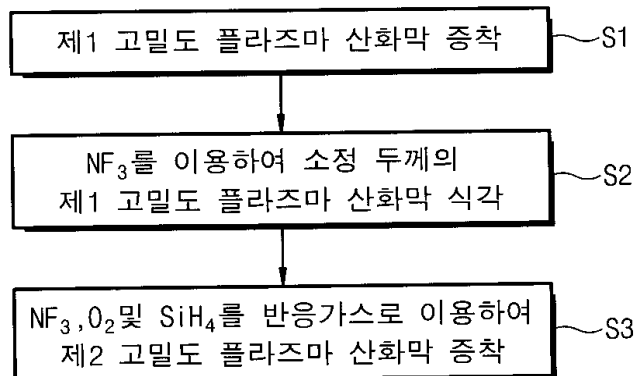 제1 고밀도 플라즈마 산화막 증착
S1
NF₃를 이용하여 소정 두께의
제1 고밀도 플라즈마 산화막 식각
S2
NF₃,O₂및 SiH₄를 반응가스로 이용하여
제2 고밀도 플라즈마 산화막 증착
S3